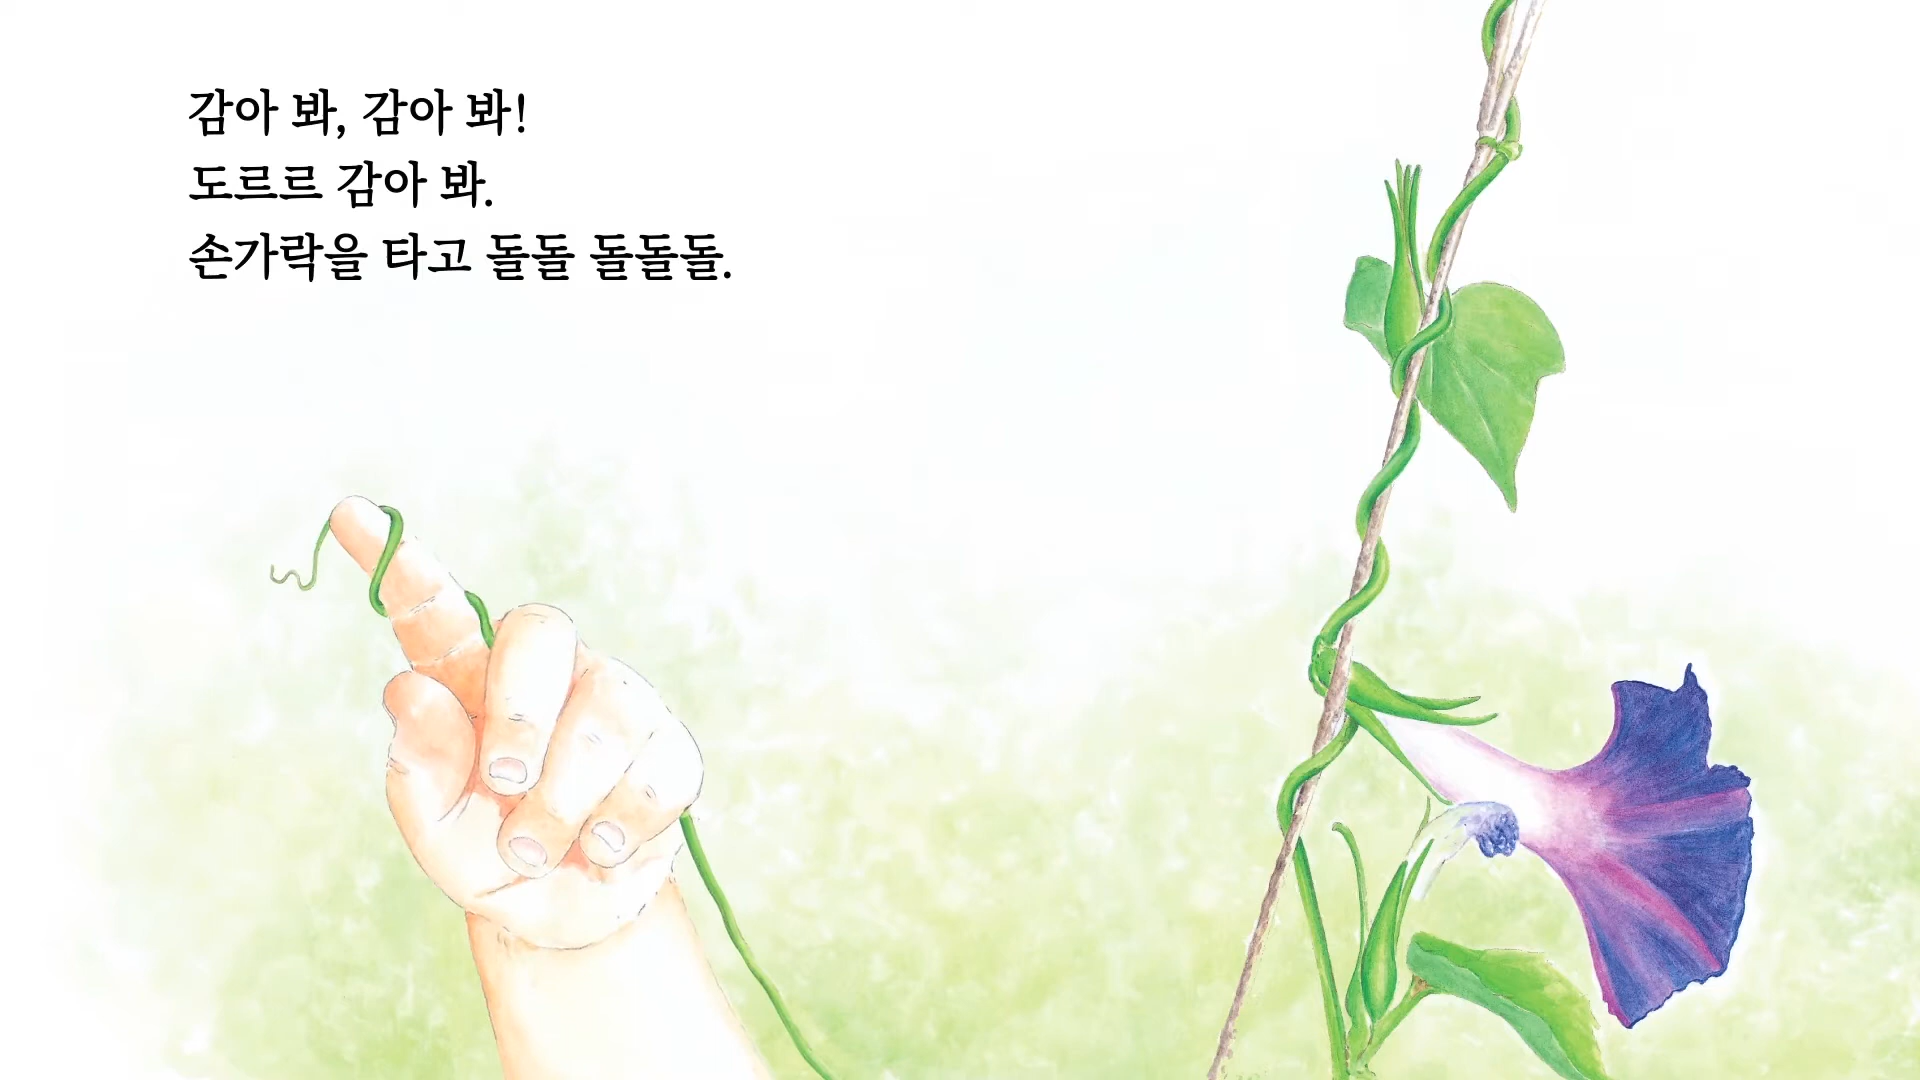 감아 봐, 감아 봐!
도르르 감아 봐.
손가락을 타고 돌돌 돌돌돌.